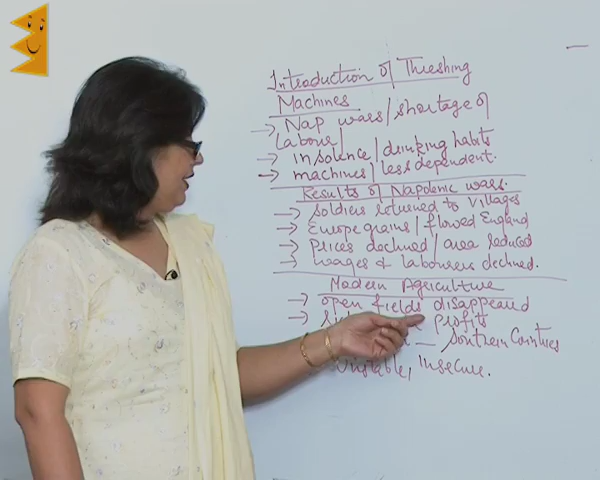 Introduction of Threshing
Machines
→ Nap wars/shortage of
labour/
→ insolence/drinking habits
→ machines/less dependent.
Results of Napoleonic wars.
→ soldiers returned to villages
→ Europe grains/flowed England
→ Prices declined/area reduced
→ wages & labourers declined.
Modern Agriculture
→ open fields disappeared
→ profits
— Southern Counties
Unstable, Insecure.